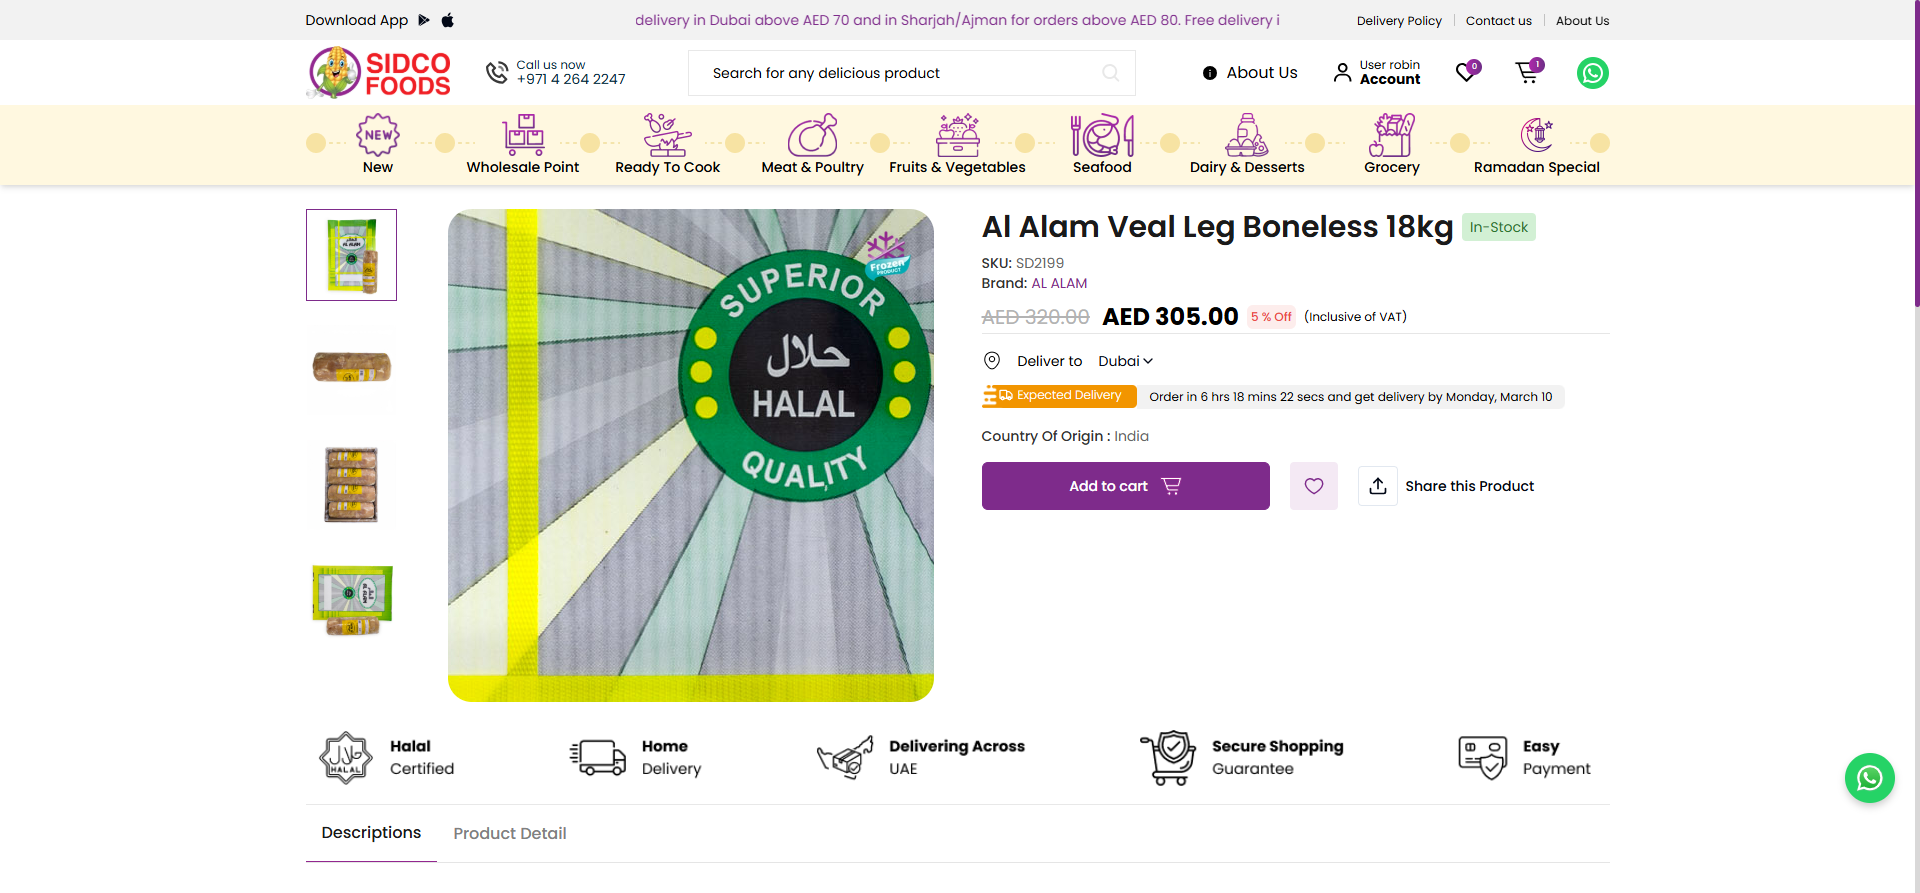 Download App
delivery in Dubai above AED 70 and in Sharjah/Ajman for orders above AED 80. Free delivery i
Delivery Policy
Contact us
About Us
SIDCO
FOODS
Call us now
+971 4 264 2247
Search for any delicious product
About Us
User robin
Account
0
1
NEW
New
Wholesale Point
Ready To Cook
Meat & Poultry
Fruits & Vegetables
Seafood
Dairy & Desserts
Grocery
Ramadan Special
AL ALAM
SUPERIOR
حلال
HALAL
QUALITY
Frozen
PRODUCT
AL ALAM
Al Alam Veal Leg Boneless 18kg
In-Stock
SKU: SD2199
Brand: AL ALAM
AED 320.00 AED 305.00 5 % Off (Inclusive of VAT)
Deliver to Dubai
Expected Delivery
Order in 6 hrs 18 mins 22 secs and get delivery by Monday, March 10
Country Of Origin : India
Add to cart
Share this Product
حلال
HALAL
Halal
Certified
Home
Delivery
Delivering Across
UAE
Secure Shopping
Guarantee
Easy
Payment
Descriptions
Product Detail